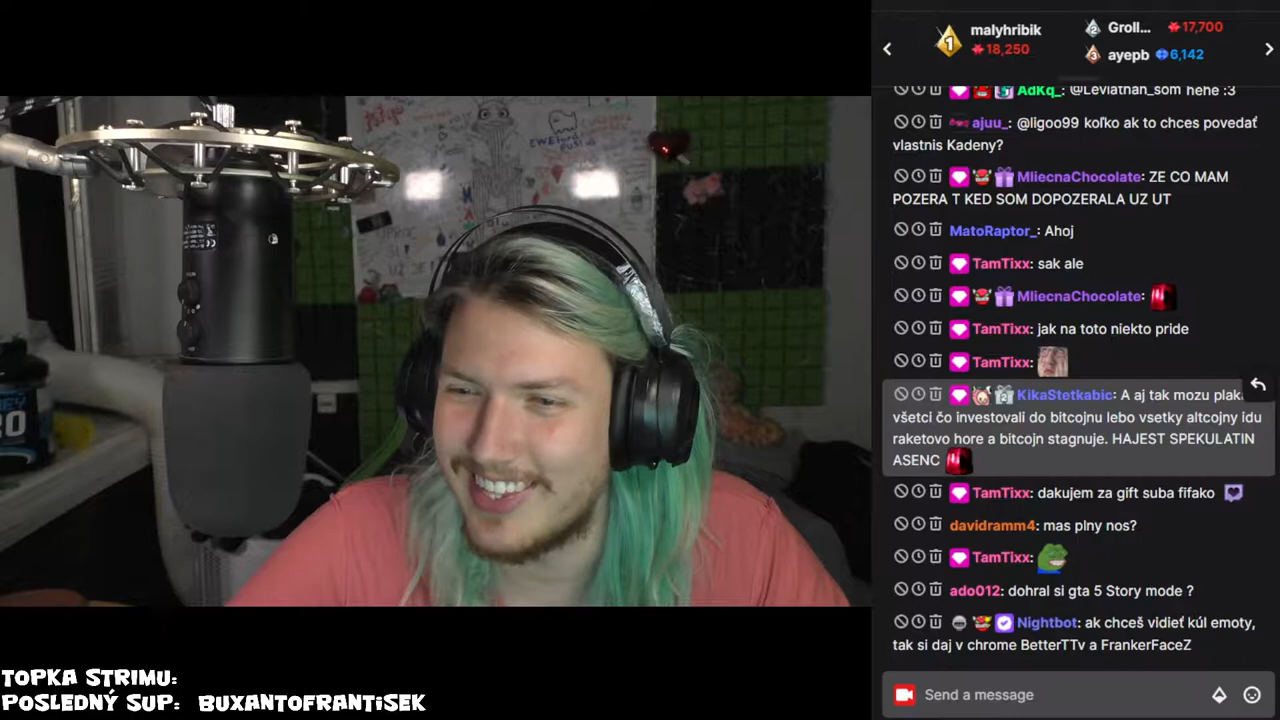 malyhribik
18,250
Groll... 17,700
ayepb 6,142
AdKq_: @Leviathan_som hehe :3
ajuu_: @ligoo99 koľko ak to chces povedať
vlastnis Kadeny?
MliecnaChocolate: ZE CO MAM
POZERA T KED SOM DOPOZERALA UZ UT
MatoRaptor_: Ahoj
TamTixx: sak ale
MliecnaChocolate:
TamTixx: jak na toto niekto pride
TamTixx:
KikaStetkabic: A aj tak mozu
všetci čo investovali do bitcojnu lebo vsetky altcojny idu
raketovo hore a bitcojn stagnuje. HAJEST SPEKULATIN
ASENC
TamTixx: dakujem za gift suba fifako
davidramm4: mas plny nos?
TamTixx:
ado012: dohral si gta 5 Story mode ?
Nightbot: ak chceš vidieť kúl emoty,
tak si daj v chrome BetterTTv a FrankerFaceZ
Send a message
TOPKA STRIMU:
POSLEDNÝ SUP: BUXANTOFRANTISEK